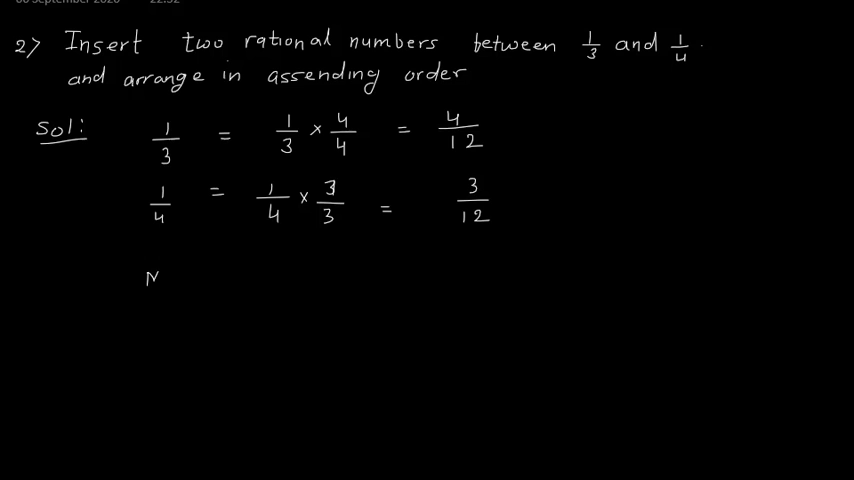 2> Insert two rational numbers between 1/3 and 1/4.
and arrange in assending order
Sol: 1/3 = 1/3 × 4/4 = 4/12
1/4 = 1/4 × 3/3 = 3/12
N